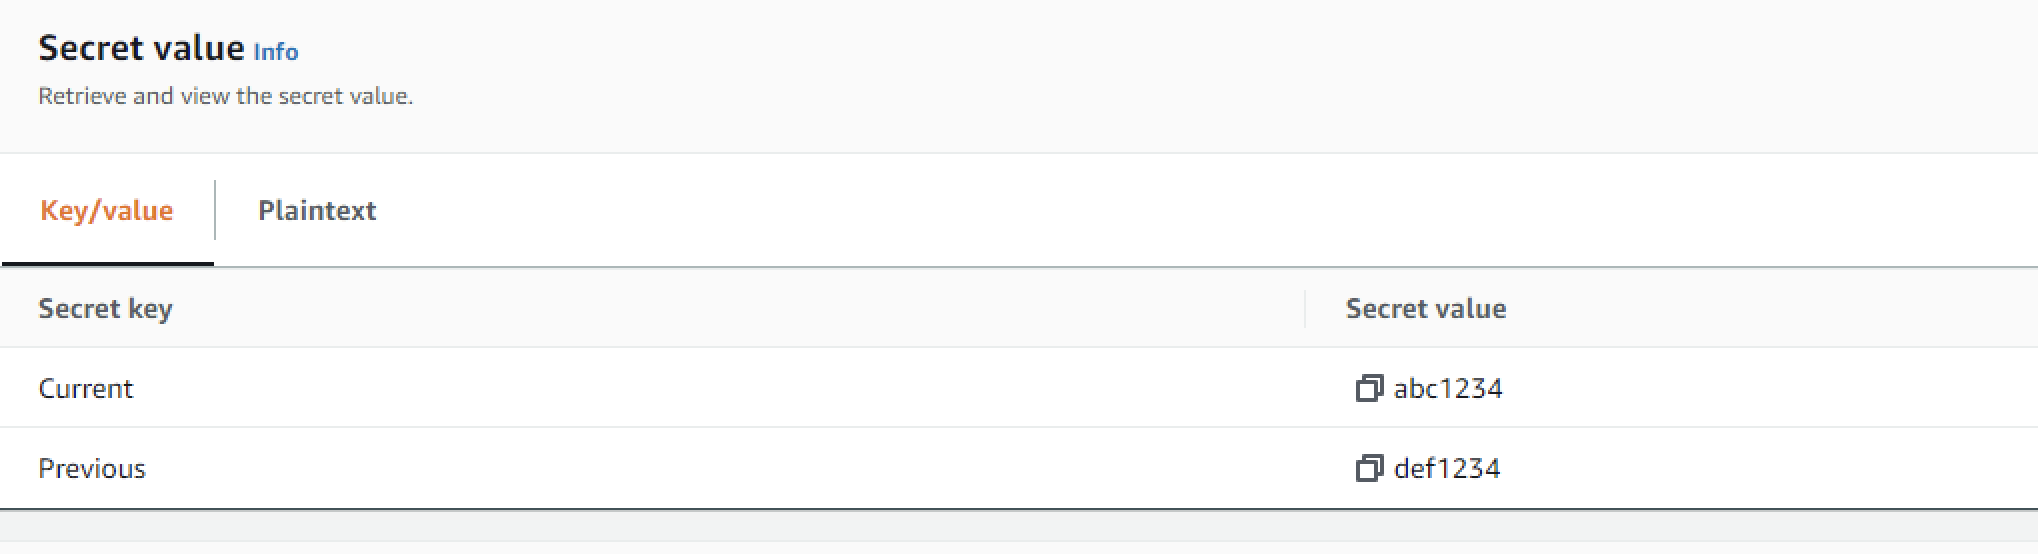 Secret value Info
Retrieve and view the secret value.
Key/value Plaintext
Secret key Secret value
Current abc1234
Previous def1234